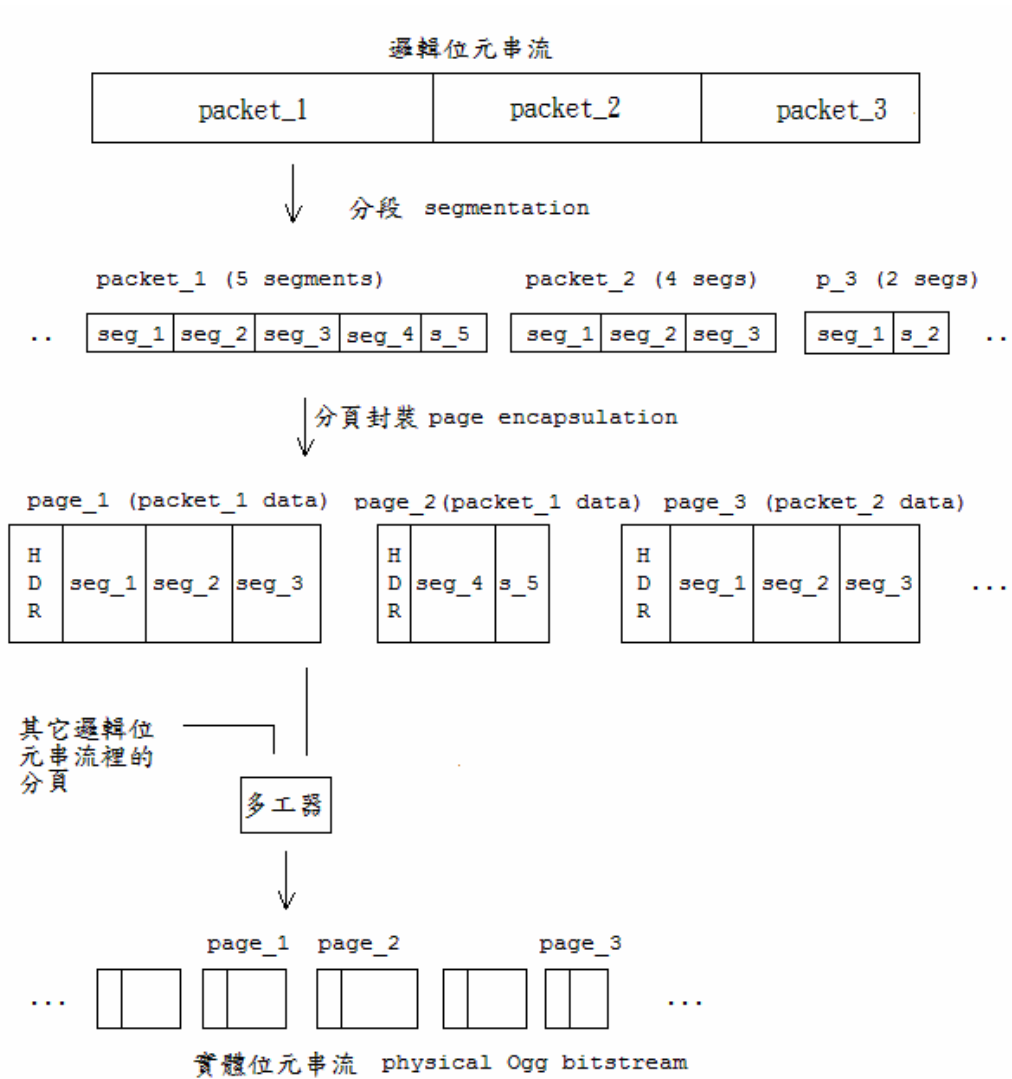 邏輯位元串流
packet_1 packet_2 packet_3
分段 segmentation
packet_1 (5 segments) packet_2 (4 segs) p_3 (2 segs)
.. seg_1 seg_2 seg_3 seg_4 s_5 seg_1 seg_2 seg_3 seg_1 s_2 ..
分頁封裝 page encapsulation
page_1 (packet_1 data) page_2(packet_1 data) page_3 (packet_2 data)
H D R seg_1 seg_2 seg_3 H D R seg_4 s_5 H D R seg_1 seg_2 seg_3 ...
其它邏輯位
元串流裡的
分頁
多工器
page_1 page_2 page_3
... ...
實體位元串流 physical Ogg bitstream